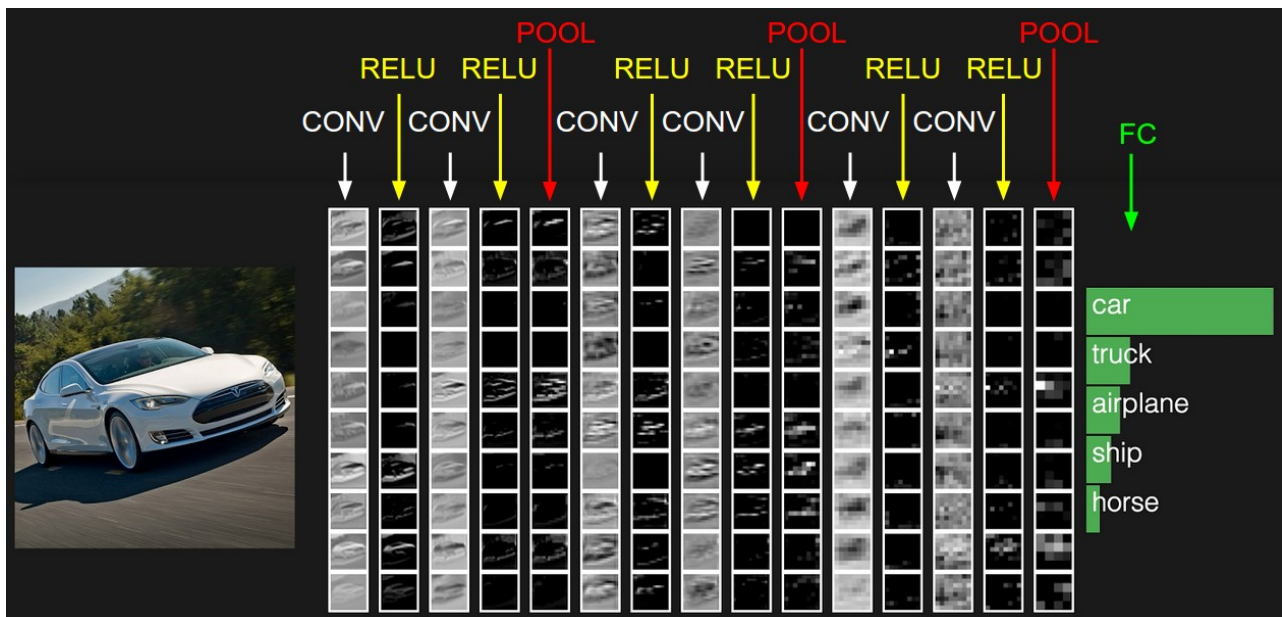 POOL POOL POOL
RELU RELU RELU RELU RELU RELU
CONV CONV CONV CONV CONV CONV
FC
car
truck
airplane
ship
horse